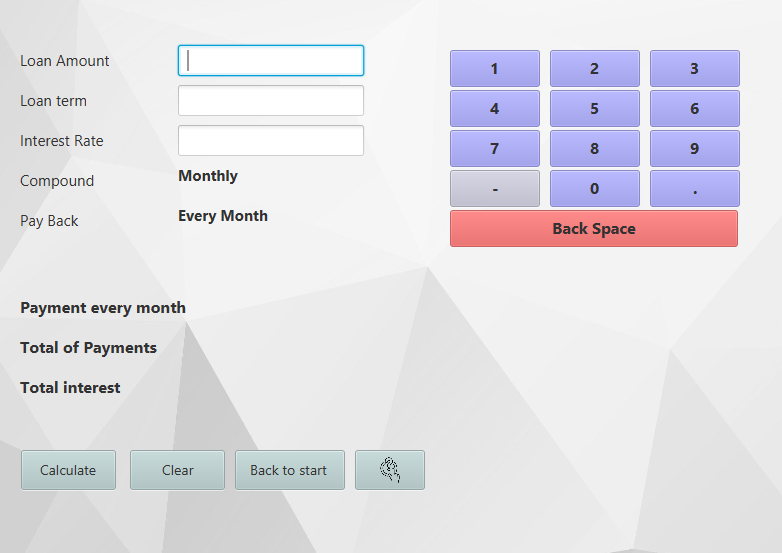 Loan Amount
Loan term
Interest Rate
Compound Monthly
Pay Back Every Month
1 2 3
4 5 6
7 8 9
- 0 .
Back Space
Payment every month
Total of Payments
Total interest
Calculate Clear Back to start